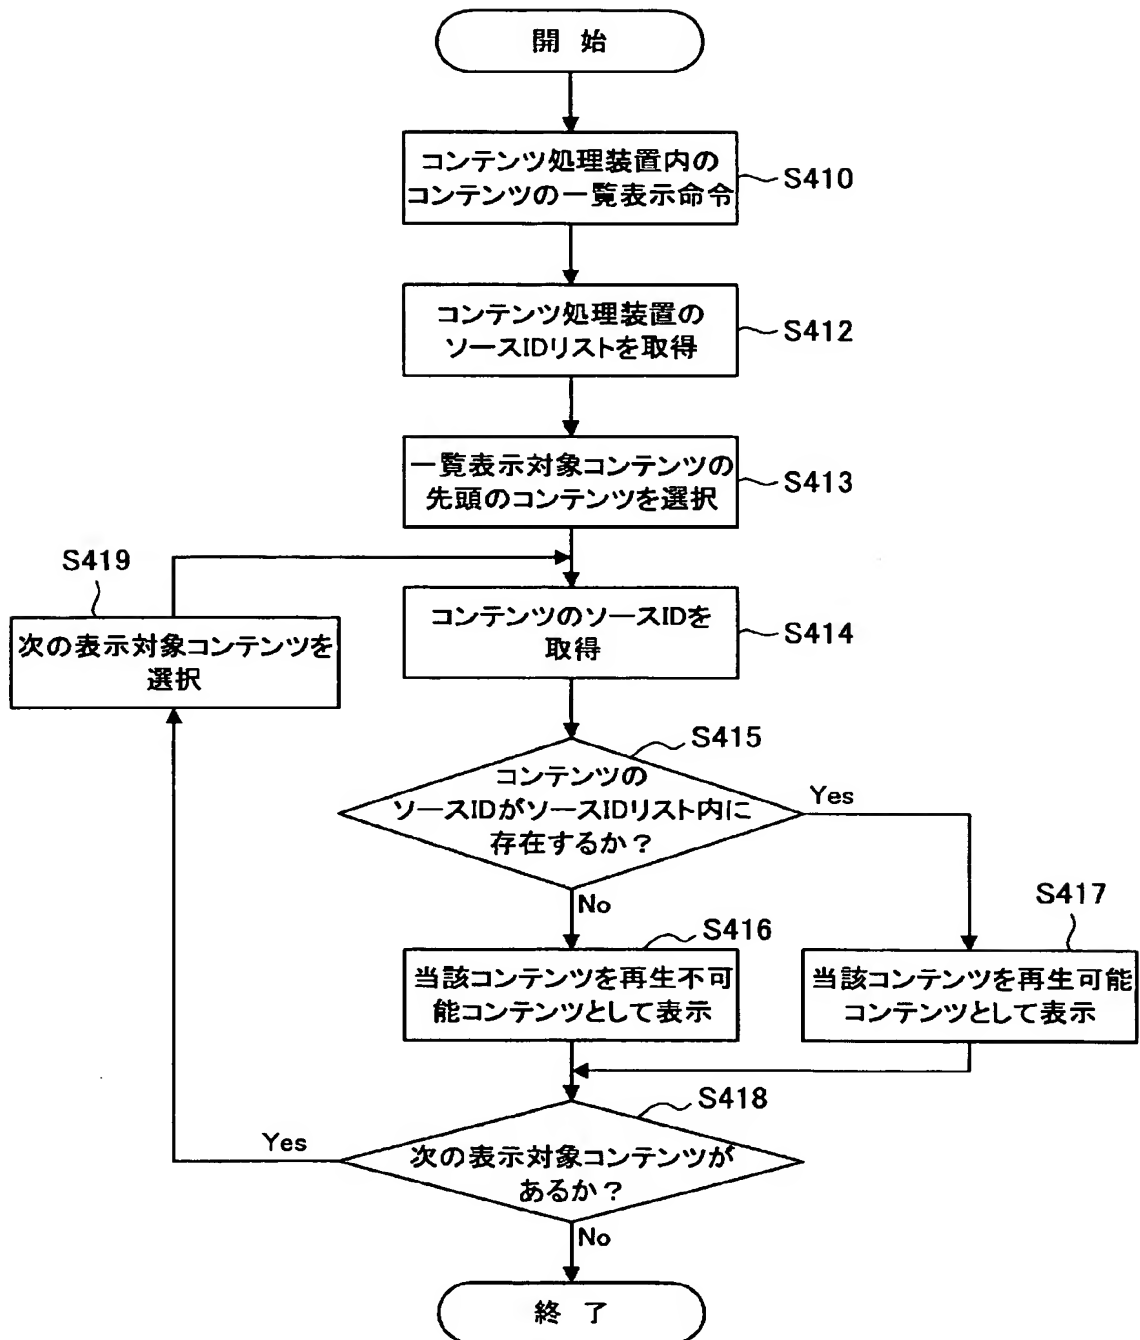 開 始
コンテンツ処理装置内の
コンテンツの一覧表示命令
S410
コンテンツ処理装置の
ソースIDリストを取得
S412
一覧表示対象コンテンツの
先頭のコンテンツを選択
S413
S419
次の表示対象コンテンツを
選択
コンテンツのソースIDを
取得
S414
S415
コンテンツの
ソースIDがソースIDリスト内に
存在するか？
Yes
No
S416
当該コンテンツを再生不可
能コンテンツとして表示
S417
当該コンテンツを再生可能
コンテンツとして表示
S418
次の表示対象コンテンツが
あるか？
Yes
No
終 了